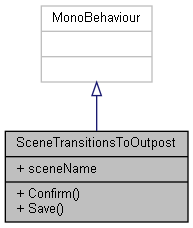 MonoBehaviour
SceneTransitionsToOutpost
+ sceneName
+ Confirm()
+ Save()